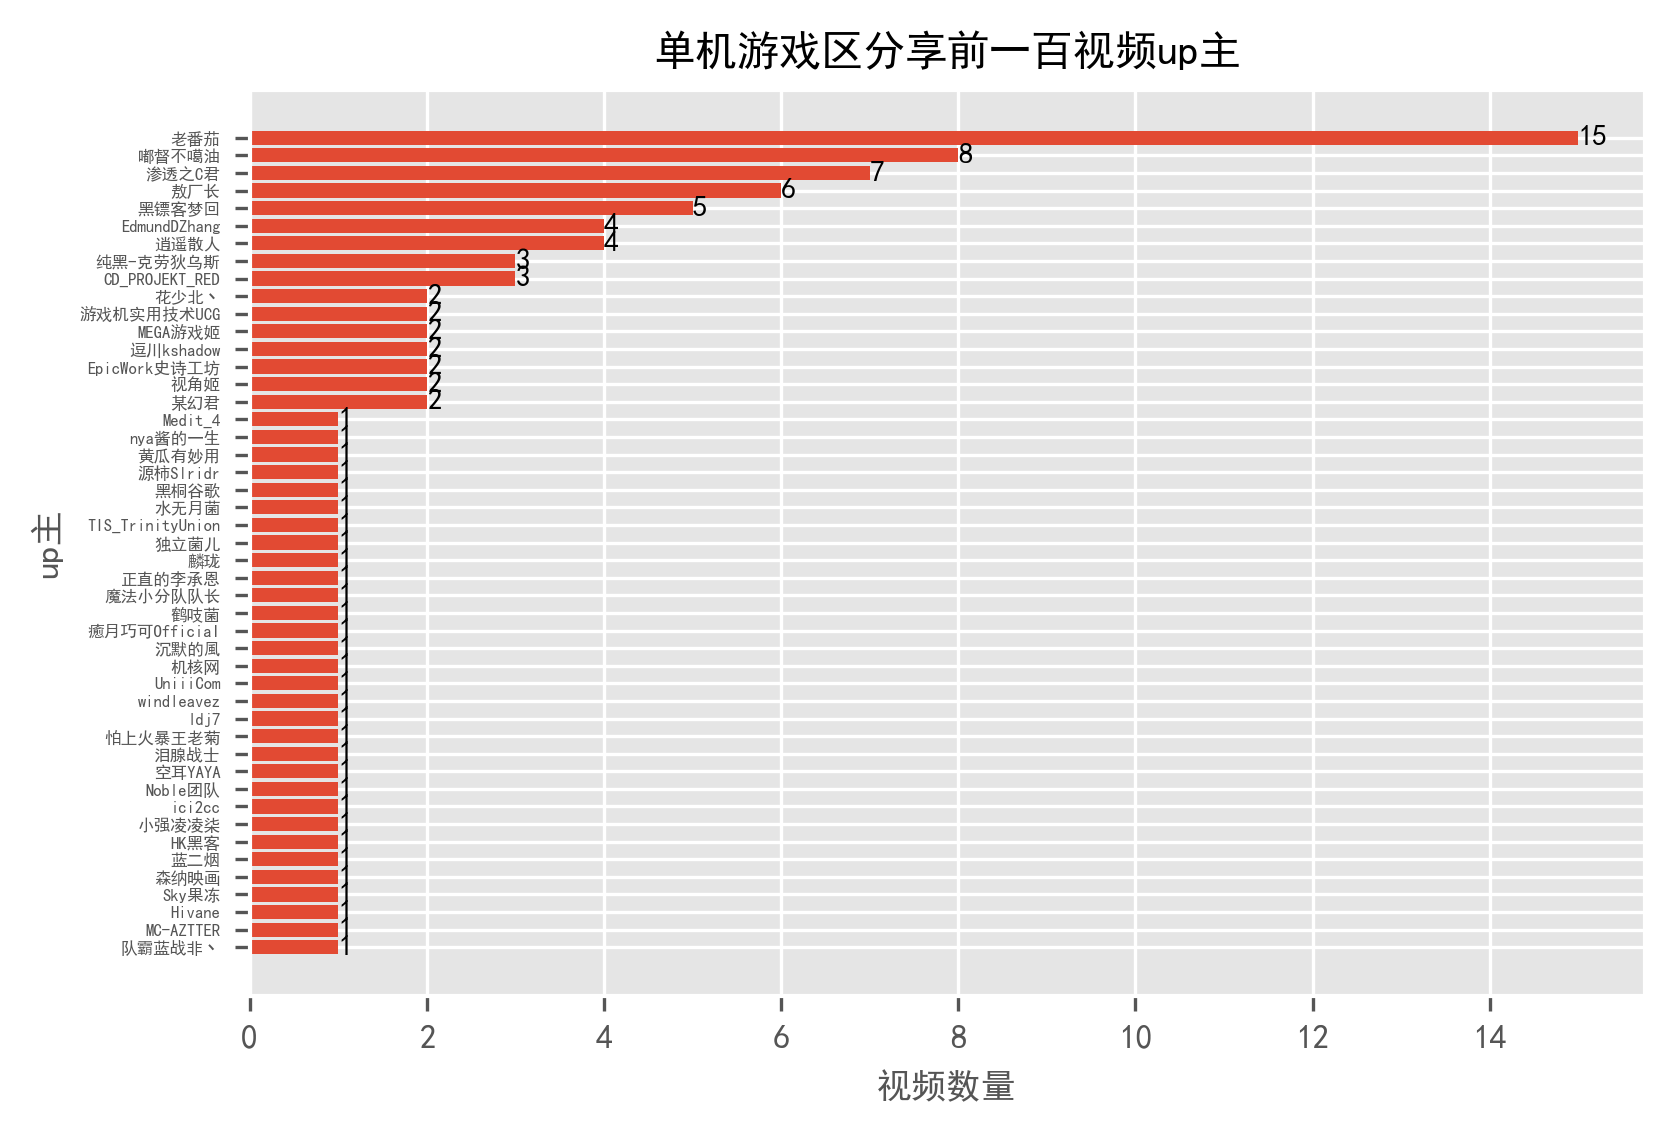 单机游戏区分享前一百视频up主
up主
老番茄 15
嘟督不噶油 8
渗透之C君 7
敖厂长 6
黑镖客梦回 5
EdmundDZhang 4
逍遥散人 4
纯黑-克劳狄乌斯 3
CD_PROJEKT_RED 3
花少北丶 2
游戏机实用技术UCG 2
MEGA游戏姬 2
逗川kshadow 2
EpicWork史诗工坊 2
视角姬 2
某幻君 2
Medit_4 1
nya酱的一生 1
黄瓜有妙用 1
源柿Slridr 1
黑桐谷歌 1
水无月菌 1
TIS_TrinityUnion 1
独立菌儿 1
麟珑 1
正直的李承恩 1
魔法小分队队长 1
鹤吱菌 1
癒月巧可Official 1
沉默的風 1
机核网 1
UniiiCom 1
windleavez 1
ldj7 1
怕上火暴王老菊 1
泪腺战士 1
空耳YAYA 1
Noble团队 1
ici2cc 1
小强凌凌柒 1
HK黑客 1
蓝二烟 1
森纳映画 1
Sky果冻 1
Hivane 1
MC-AZTTER 1
队霸蓝战非丶 1
0 2 4 6 8 10 12 14
视频数量